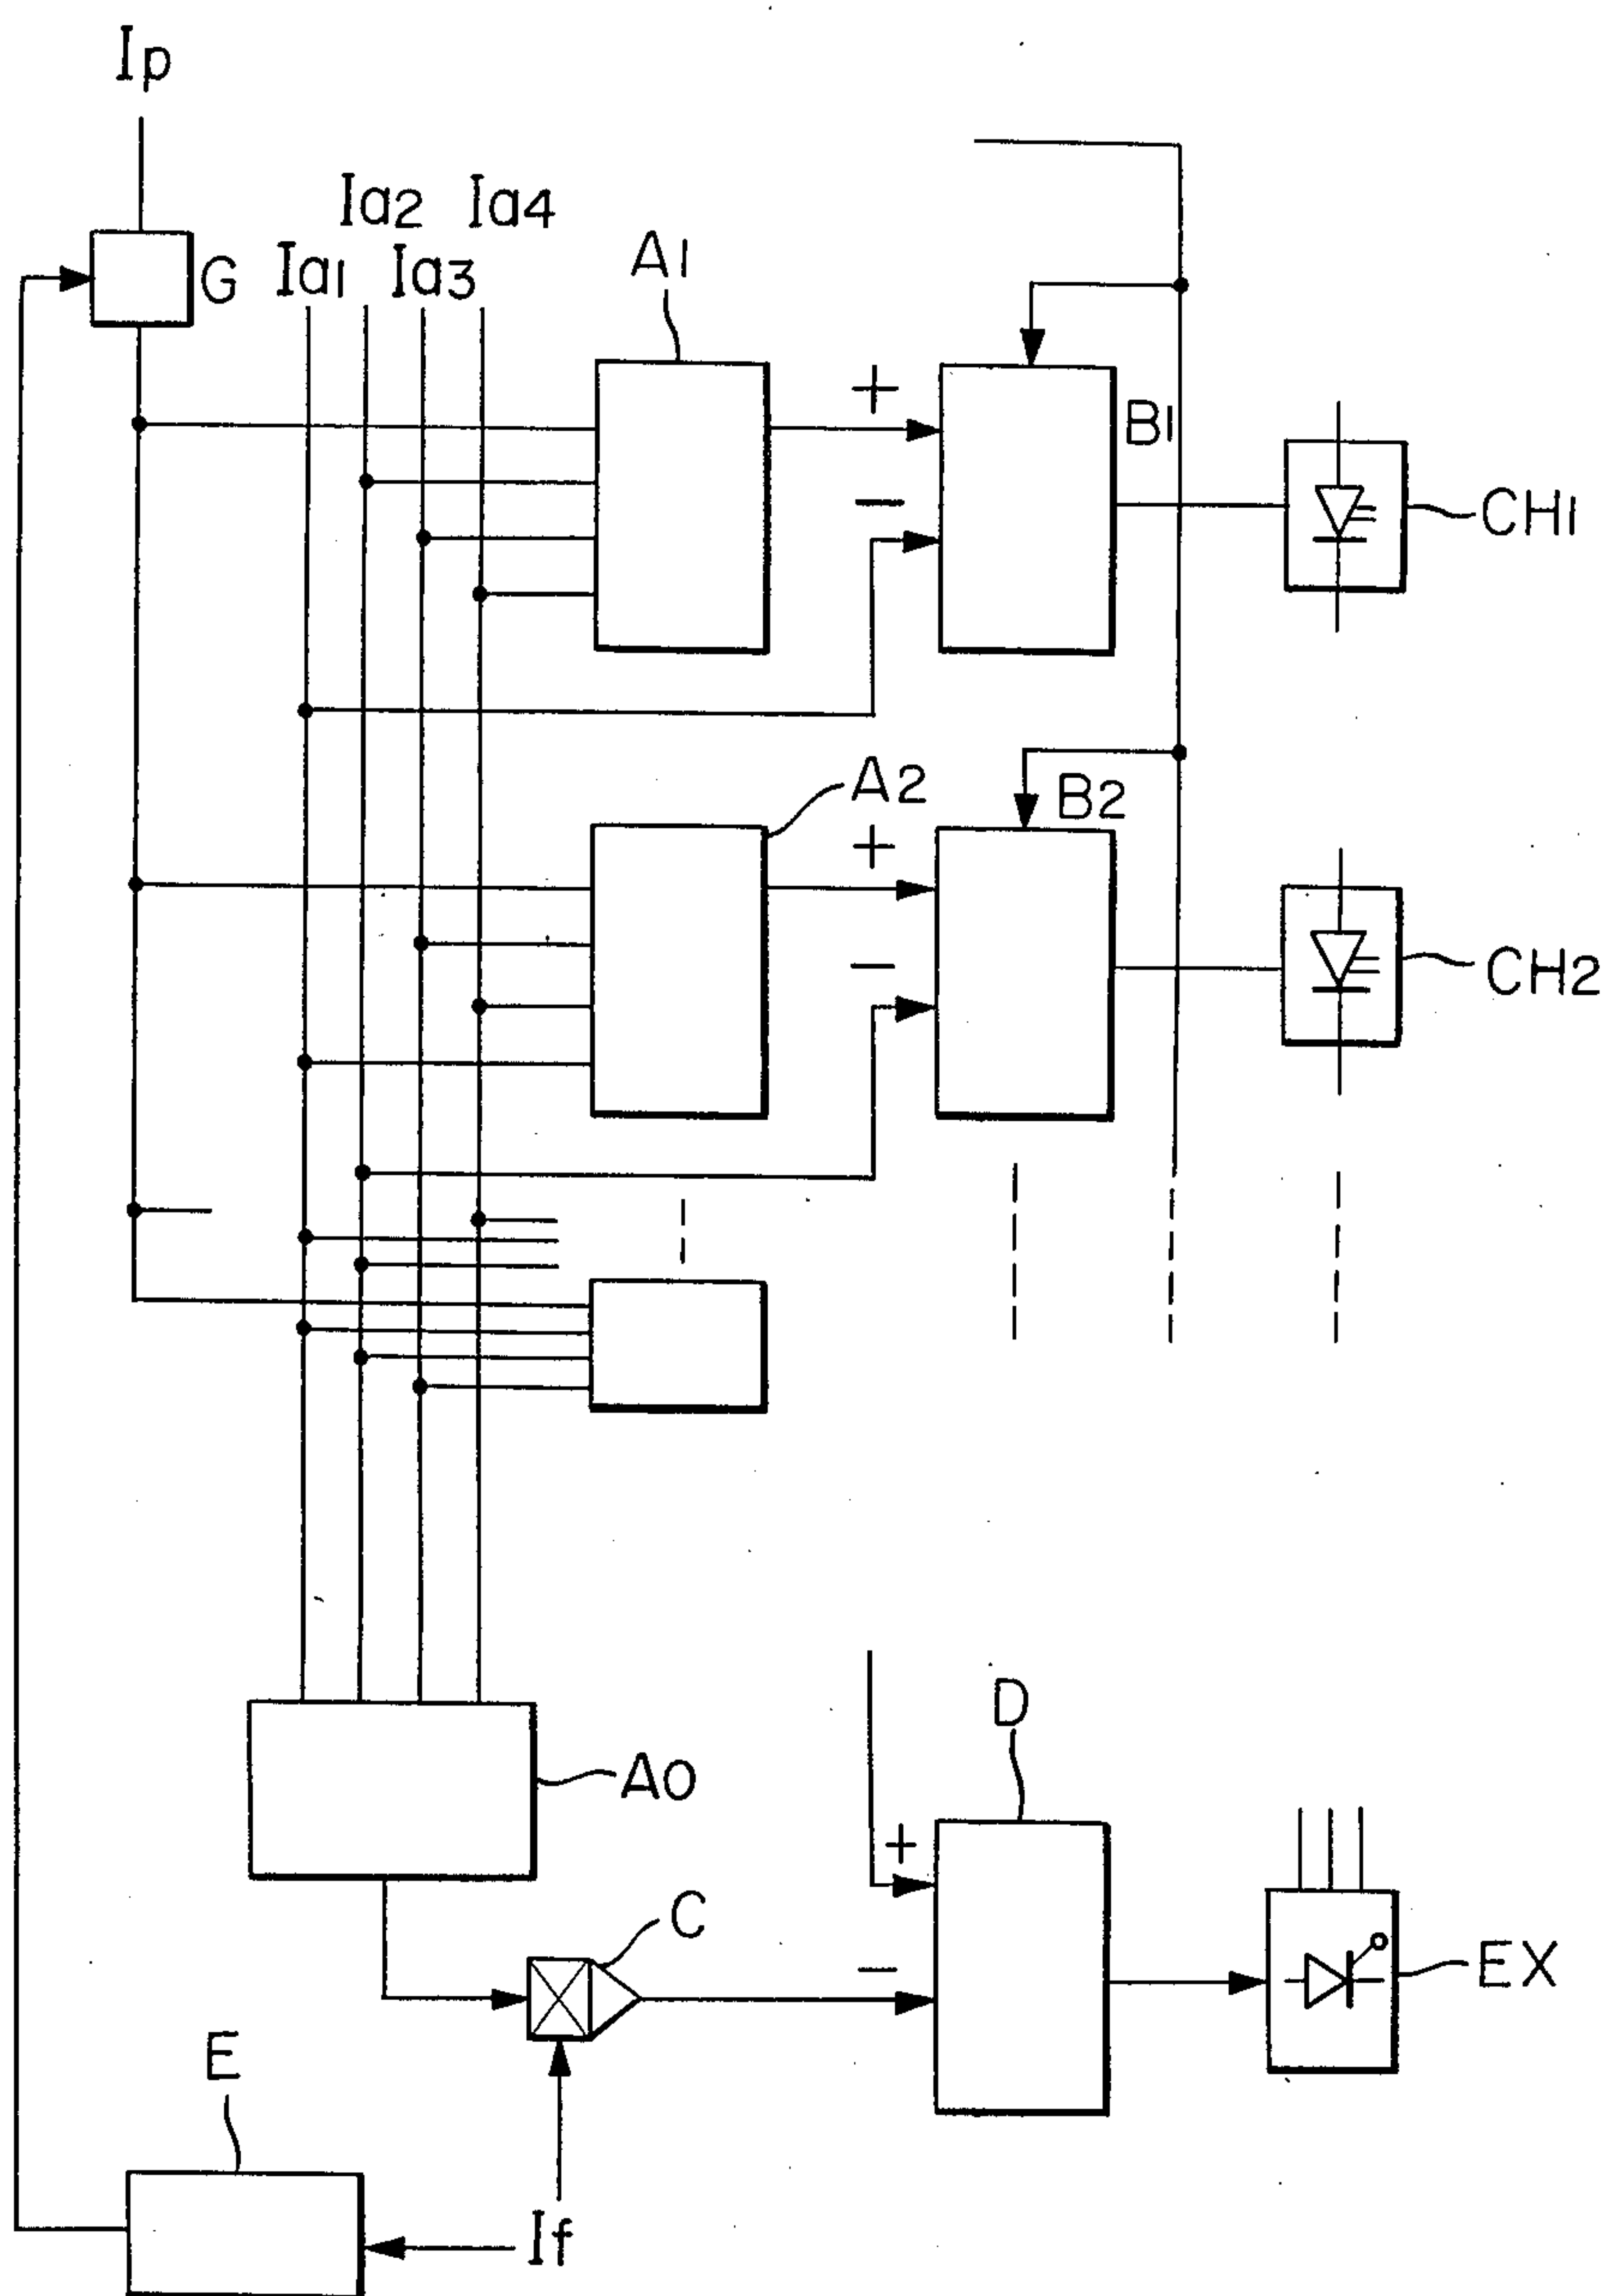 Ip
Ia2 Ia4
G Ia1 Ia3 A1
+
B1
−
CH1
A2 B2
+
−
CH2
D
A0
+
C
−
EX
E
If